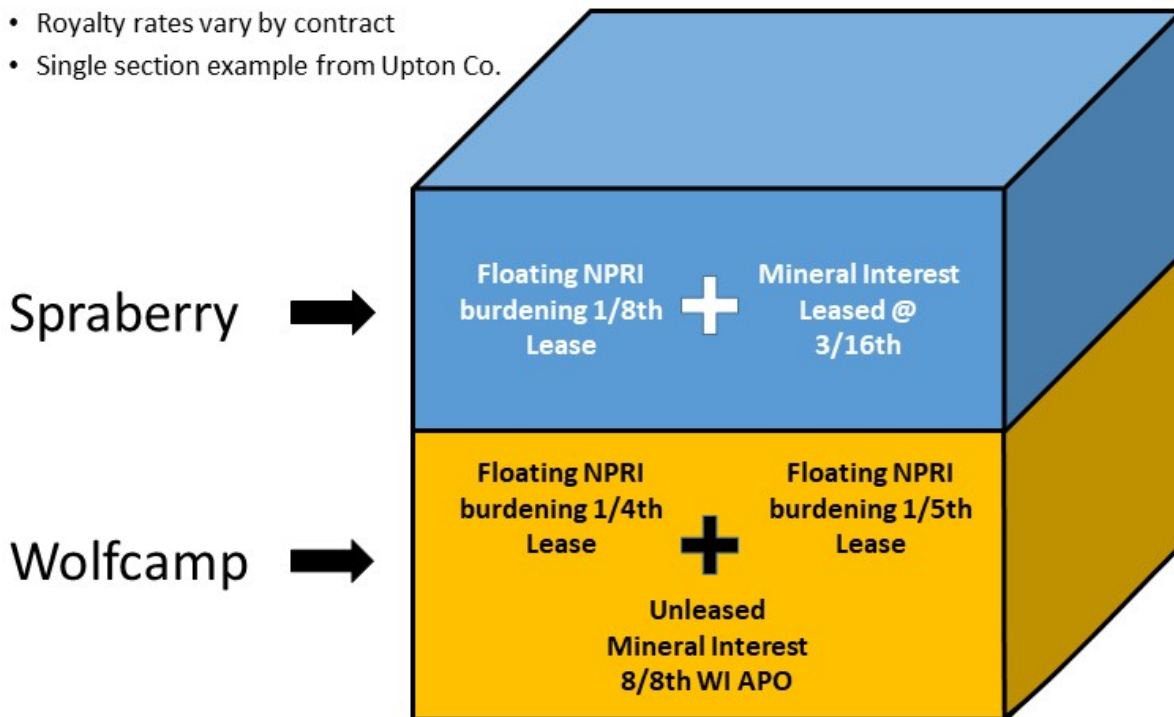 • Royalty rates vary by contract
• Single section example from Upton Co.
Spraberry
Floating NPRI
burdening 1/8th
Lease
Mineral Interest
Leased @
3/16th
Wolfcamp
Floating NPRI
burdening 1/4th
Lease
Floating NPRI
burdening 1/5th
Lease
Unleased
Mineral Interest
8/8th WI APO